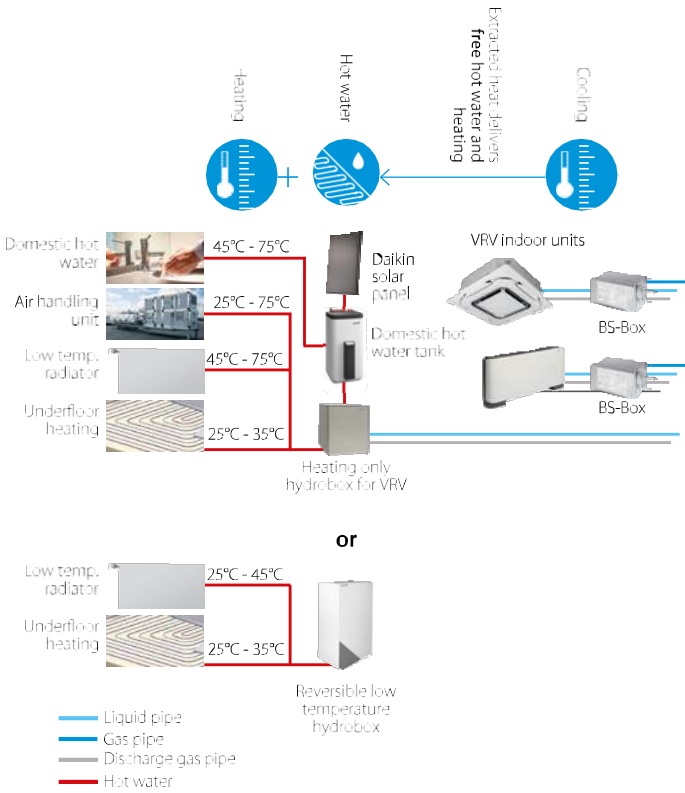 Heating
Hot water
Extracted heat delivers
free hot water and
heating
Cooling
Domestic hot
water
45°C - 75°C
Daikin
solar
panel
VRV indoor units
Air handling
unit
25°C - 75°C
BS-Box
Low temp.
radiator
45°C - 75°C
Domestic hot
water tank
Underfloor
heating
25°C - 35°C
BS-Box
Heating only
hydrobox for VRV
or
Low temp.
radiator
25°C - 45°C
Underfloor
heating
25°C - 35°C
Reversible low
temperature
hydrobox
Liquid pipe
Gas pipe
Discharge gas pipe
Hot water